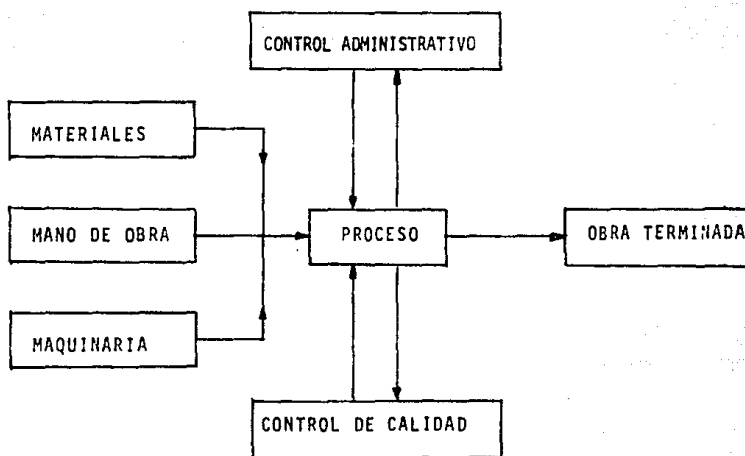 CONTROL ADMINISTRATIVO
MATERIALES
MANO DE OBRA
PROCESO
OBRA TERMINADA
MAQUINARIA
CONTROL DE CALIDAD